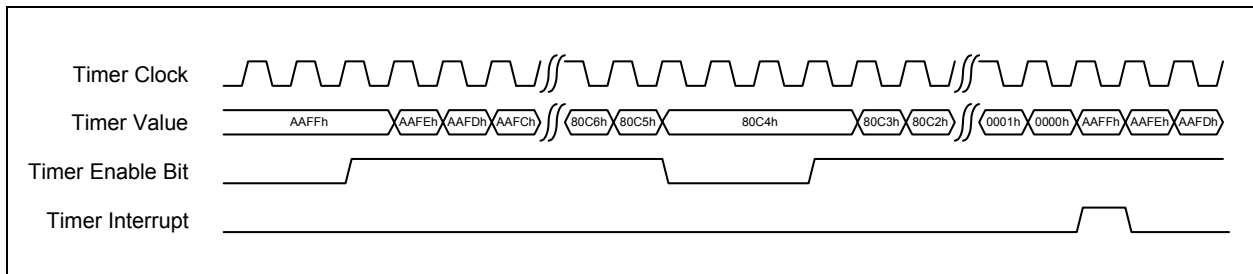 Timer Clock
Timer Value AAFFh AAFEh AAFDh AAFCh 80C6h 80C5h 80C4h 80C3h 80C2h 0001h 0000h AAFFh AAFEh AAFDh
Timer Enable Bit
Timer Interrupt